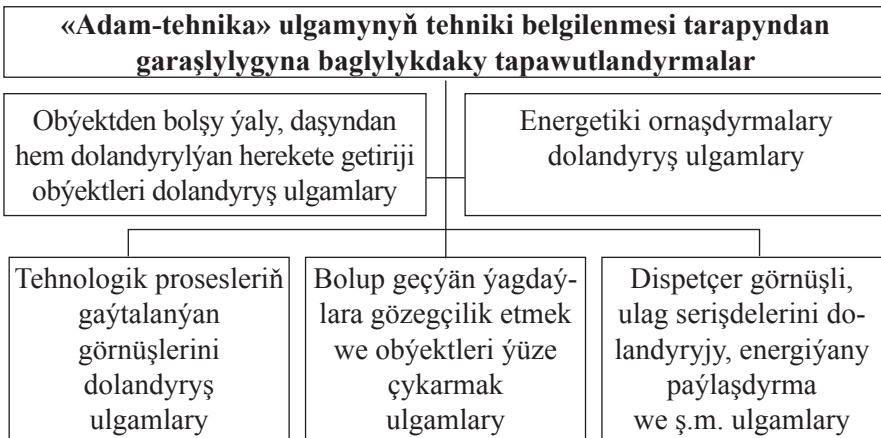 «Adam-tehnika» ulgamynyň tehniki belgilenmesi tarapyndan
garaşlylygyna baglylykdaky tapawutlandyrmalar
Obýektden bolşy ýaly, daşyndan
hem dolandyrylýan herekete getiriji
obýektleri dolandyryş ulgamlary
Energetiki ornaşdyrmalary
dolandyryş ulgamlary
Tehnologik prosesleriň
gaýtalanýan
görnüşlerini
dolandyryş
ulgamlary
Bolup geçýän ýagdaý-
lara gözegçilik etmek
we obýektleri ýüze
çykarmak
ulgamlary
Dispetçer görnüşli,
ulag serişdelerini do-
landyryjy, energiýany
paýlaşdyrma
we ş.m. ulgamlary